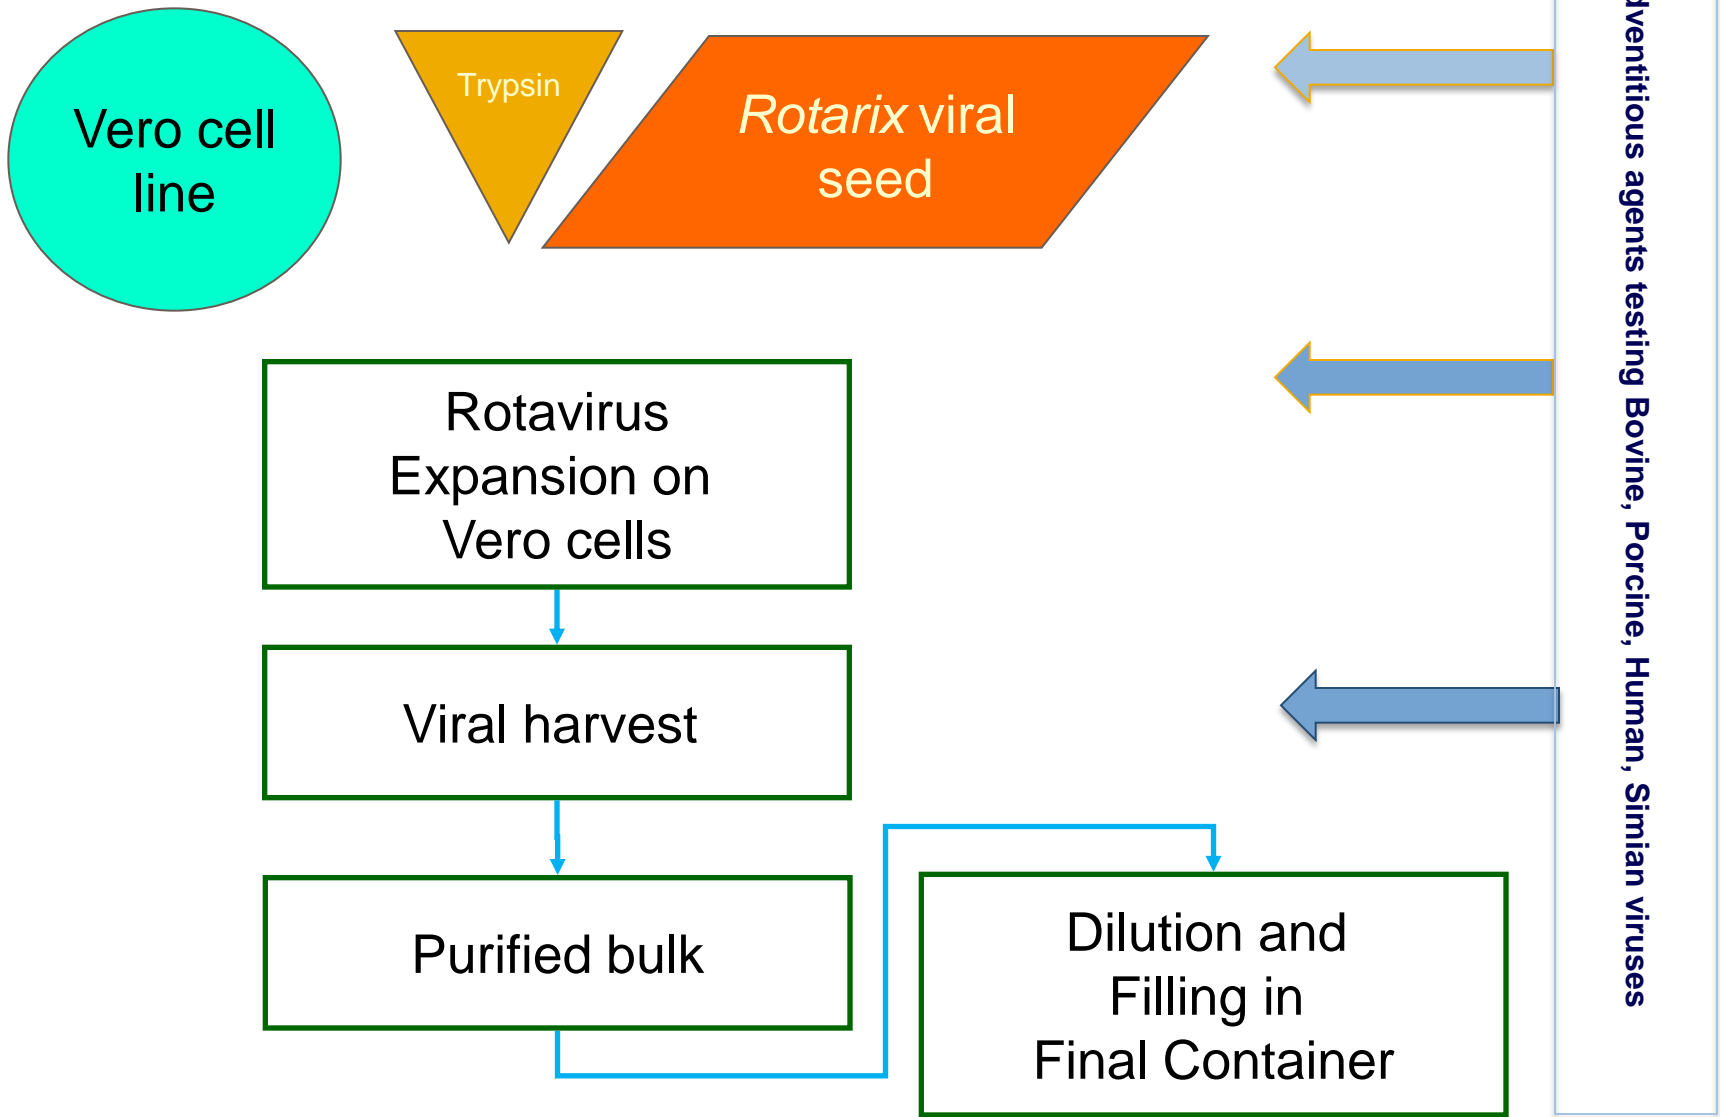 Vero cell
line
Trypsin
Rotarix viral
seed
Rotavirus
Expansion on
Vero cells
Viral harvest
Purified bulk
Dilution and
Filling in
Final Container
agents testing Bovine, Porcine, Human, Simian viruses